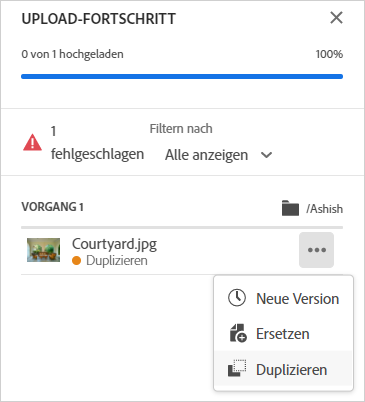 UPLOAD-FORTSCHRITT
0 von 1 hochgeladen 100%
1
fehlgeschlagen
Filtern nach
Alle anzeigen
VORGANG 1 /Ashish
Courtyard.jpg
Duplizieren
Neue Version
Ersetzen
Duplizieren